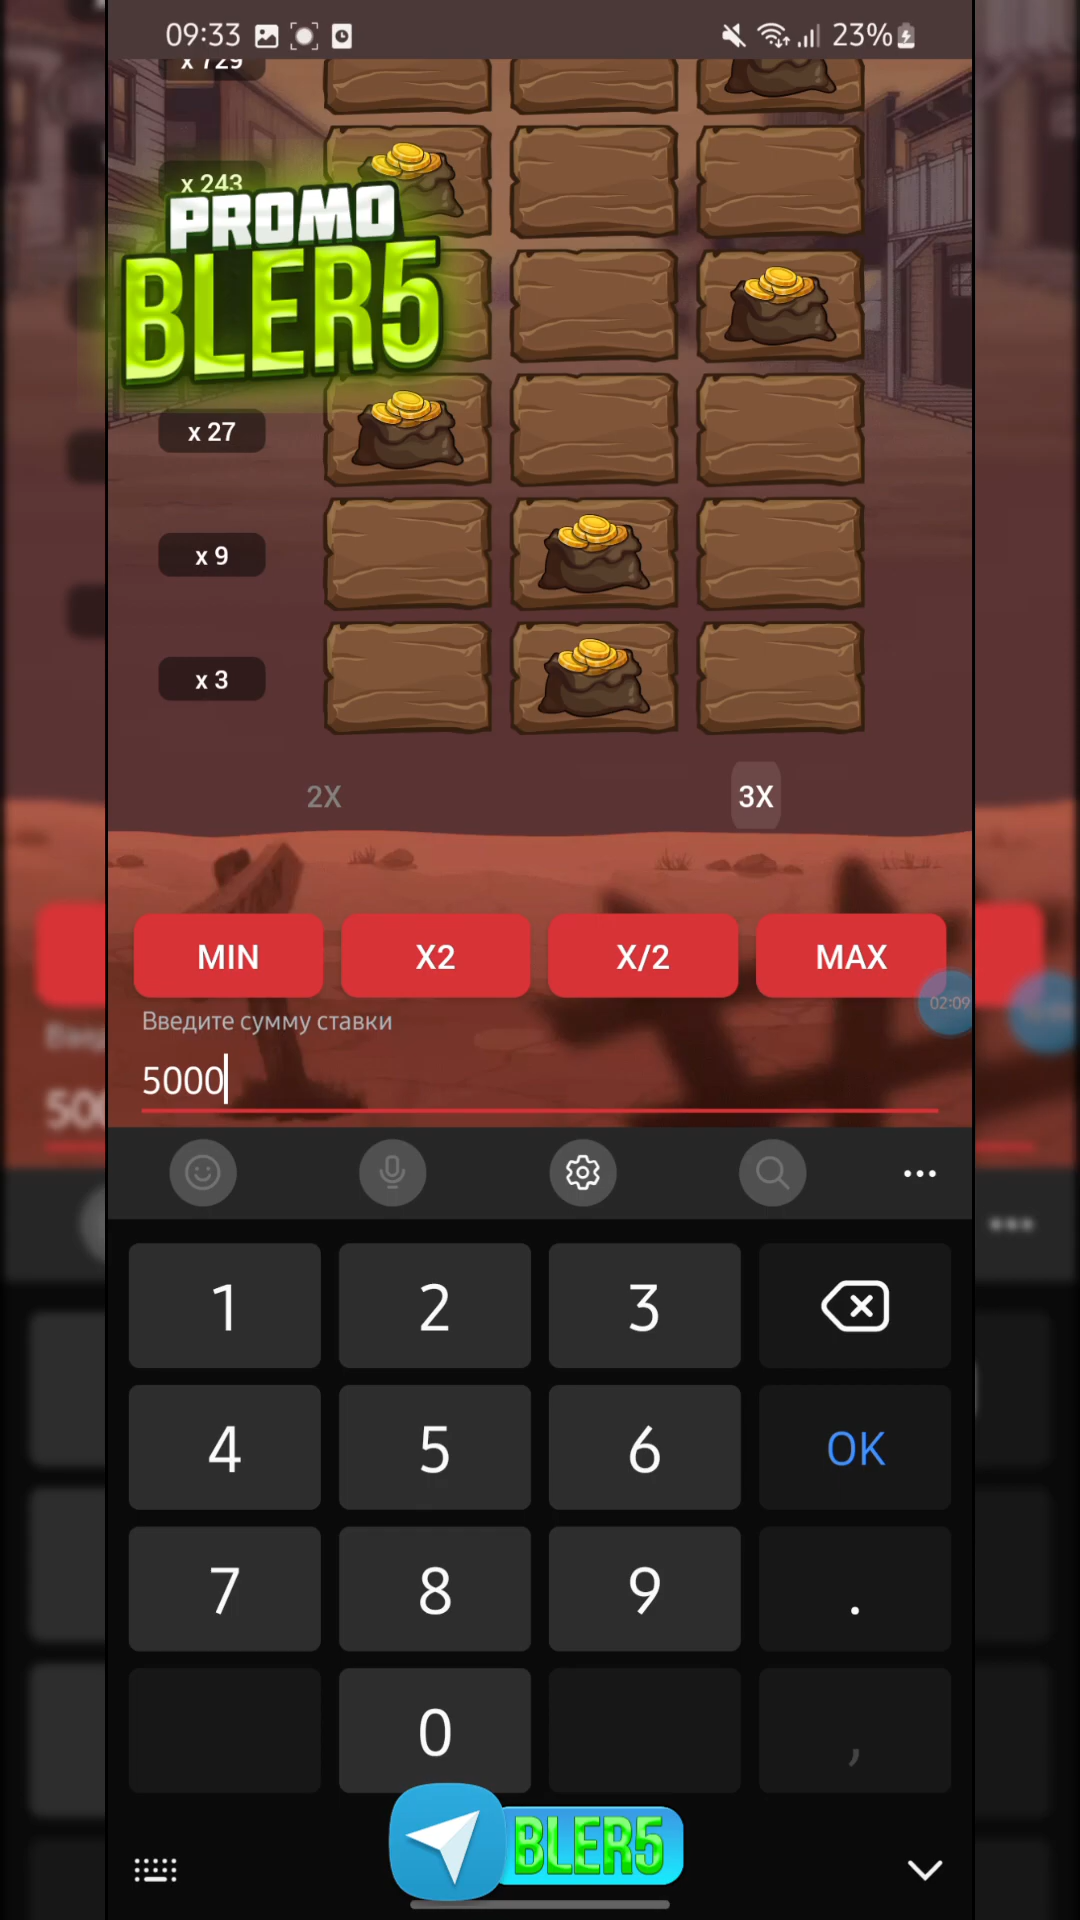 09:33
23%
x 729
x 243
PROMO
BLER5
x 27
x 9
x 3
2X
3X
MIN
X2
X/2
MAX
02:09
Введите сумму ставки
5000
1
2
3
4
5
6
OK
7
8
9
.
0
,
BLER5